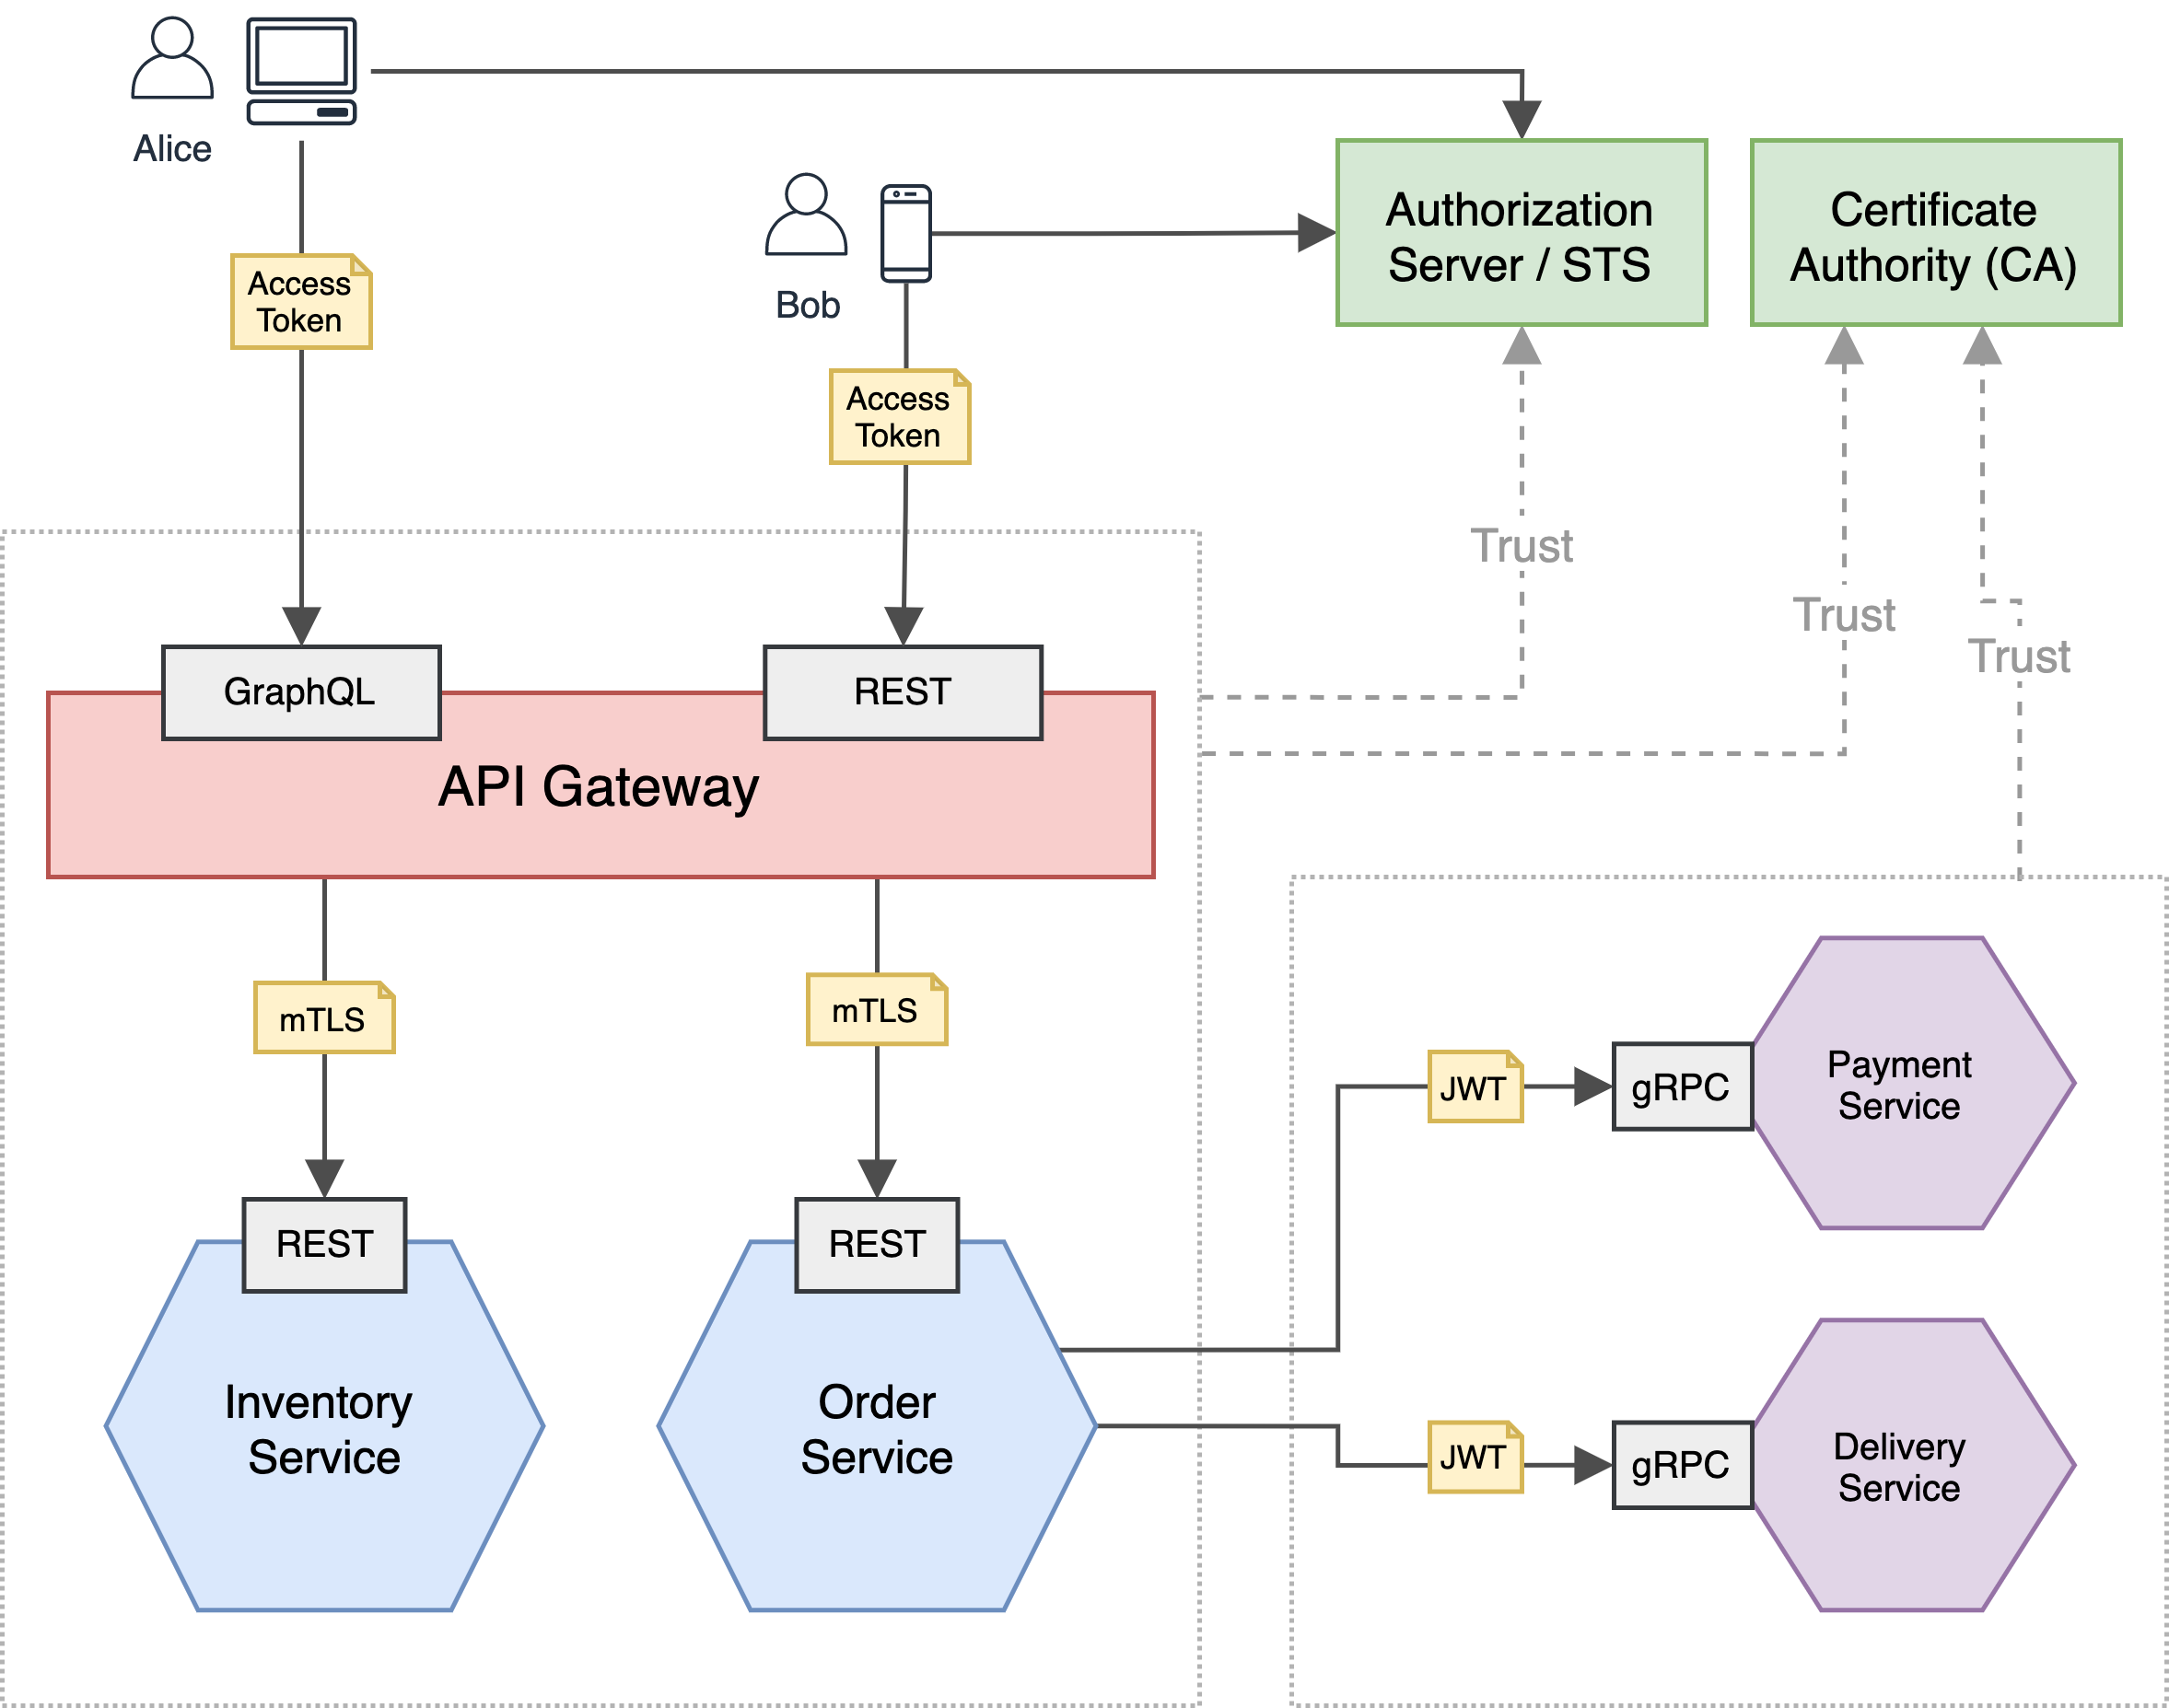 Alice
Bob
Authorization
Server / STS
Certificate
Authority (CA)
Access
Token
Access
Token
Trust
Trust
Trust
GraphQL
REST
API Gateway
mTLS
mTLS
JWT
gRPC
Payment
Service
REST
REST
Inventory
Service
Order
Service
JWT
gRPC
Delivery
Service